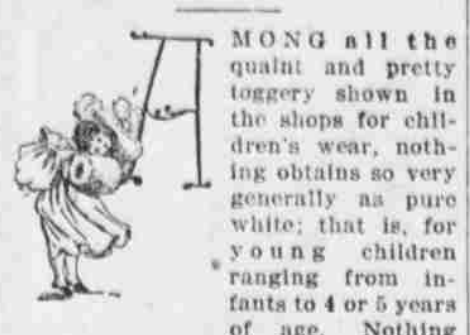 AMONG all the
quaint and pretty
toggery shown in
the shops for chil-
dren's wear, noth-
ing obtains so very
generally as pure
white; that is, for
young children
ranging from in-
fants to 4 or 5 years
of age. Nothing